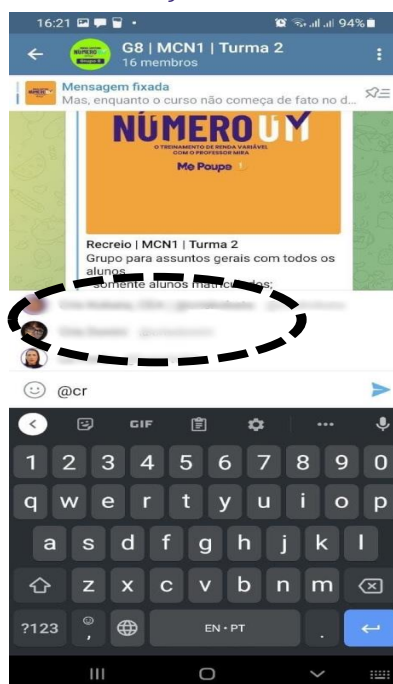 16:21 94%
G8 | MCN1 | Turma 2
16 membros
Mensagem fixada
Mas, enquanto o curso não começa de fato no d...
NÚMERO UM
O TREINAMENTO DE RENDA VARIÁVEL
COM O PROFESSOR MIRA
Me Poupe !
Recreio | MCN1 | Turma 2
Grupo para assuntos gerais com todos os
alunos
somente alunos matriculados;
@cr
GIF
1 2 3 4 5 6 7 8 9 0
q w e r t y u i o p
a s d f g h j k l
z x c v b n m
?123 , EN • PT .